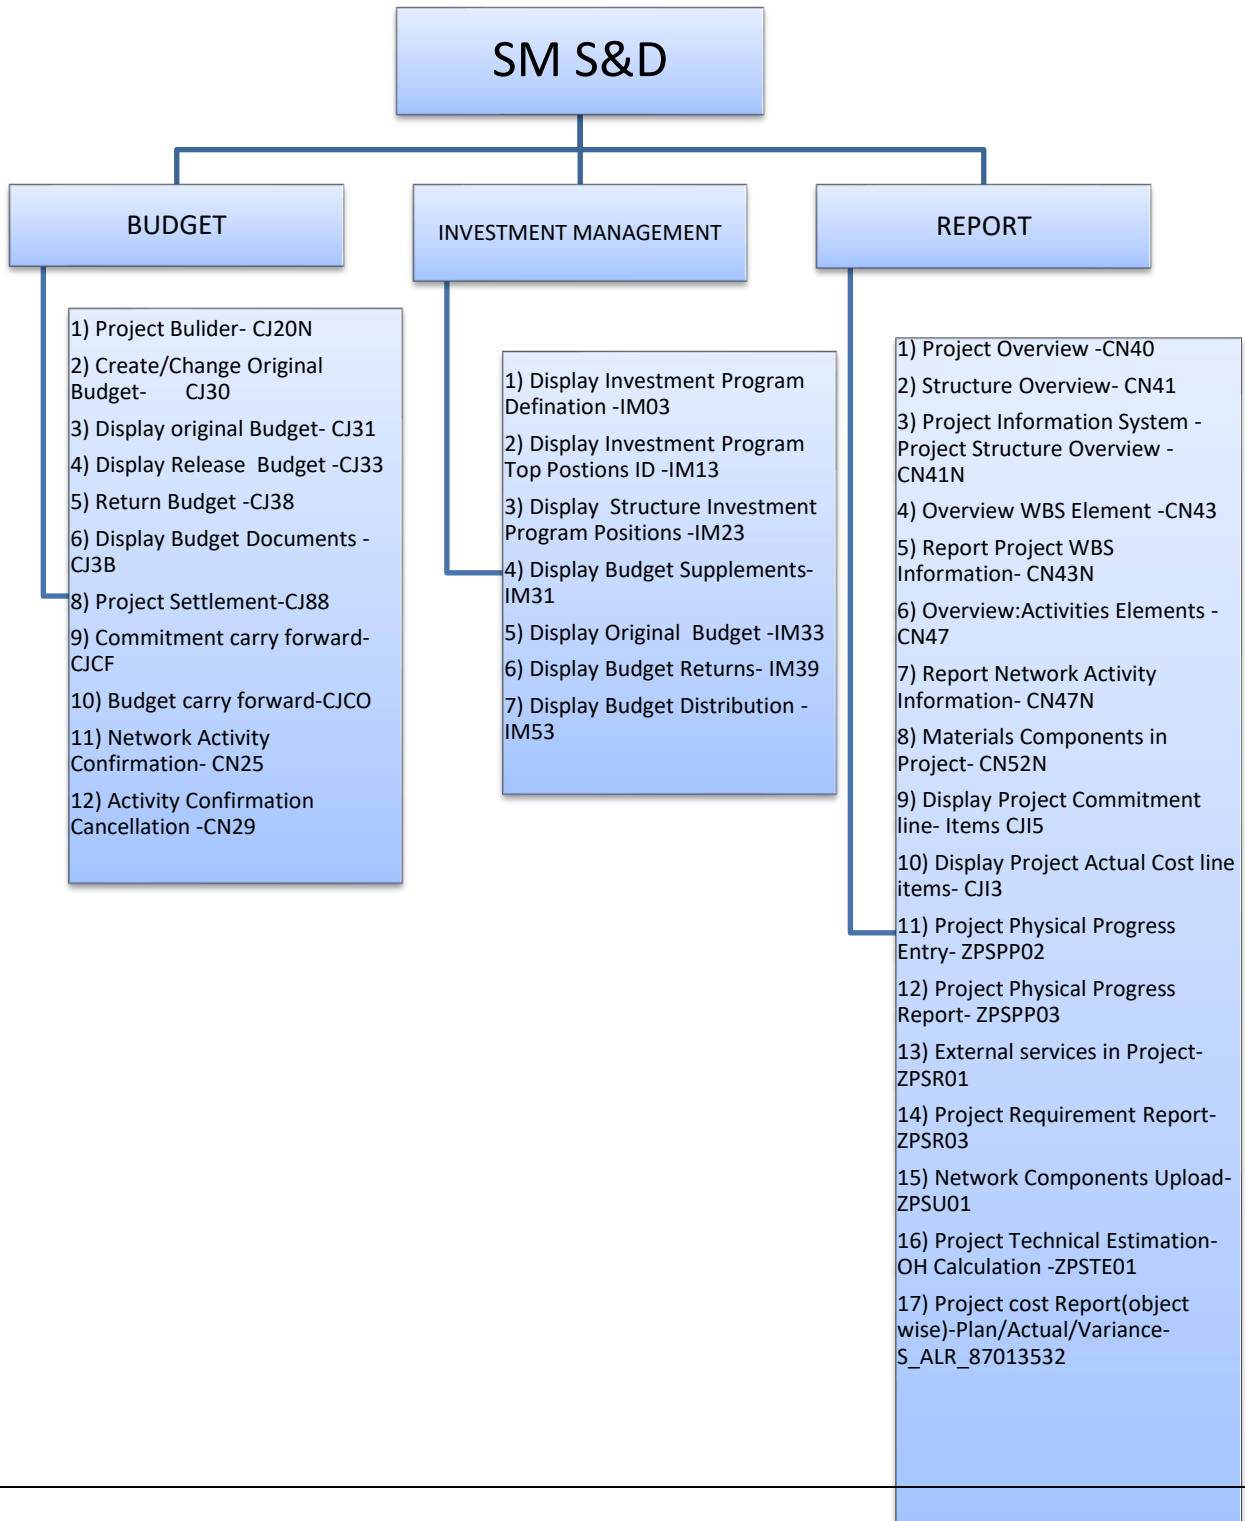 SM S&D
BUDGET
1) Project Bulider- CJ20N
2) Create/Change Original
Budget- CJ30
3) Display original Budget- CJ31
4) Display Release Budget -CJ33
5) Return Budget -CJ38
6) Display Budget Documents -
CJ3B
8) Project Settlement-CJ88
9) Commitment carry forward-
CJCF
10) Budget carry forward-CJCO
11) Network Activity
Confirmation- CN25
12) Activity Confirmation
Cancellation -CN29
INVESTMENT MANAGEMENT
1) Display Investment Program
Defination -IM03
2) Display Investment Program
Top Postions ID -IM13
3) Display Structure Investment
Program Positions -IM23
4) Display Budget Supplements-
IM31
5) Display Original Budget -IM33
6) Display Budget Returns- IM39
7) Display Budget Distribution -
IM53
REPORT
1) Project Overview -CN40
2) Structure Overview- CN41
3) Project Information System -
Project Structure Overview -
CN41N
4) Overview WBS Element -CN43
5) Report Project WBS
Information- CN43N
6) Overview:Activities Elements -
CN47
7) Report Network Activity
Information- CN47N
8) Materials Components in
Project- CN52N
9) Display Project Commitment
line- Items CJI5
10) Display Project Actual Cost line
items- CJI3
11) Project Physical Progress
Entry- ZPSPP02
12) Project Physical Progress
Report- ZPSPP03
13) External services in Project-
ZPSR01
14) Project Requirement Report-
ZPSR03
15) Network Components Upload-
ZPSU01
16) Project Technical Estimation-
OH Calculation -ZPSTE01
17) Project cost Report(object
wise)-Plan/Actual/Variance-
S_ALR_87013532